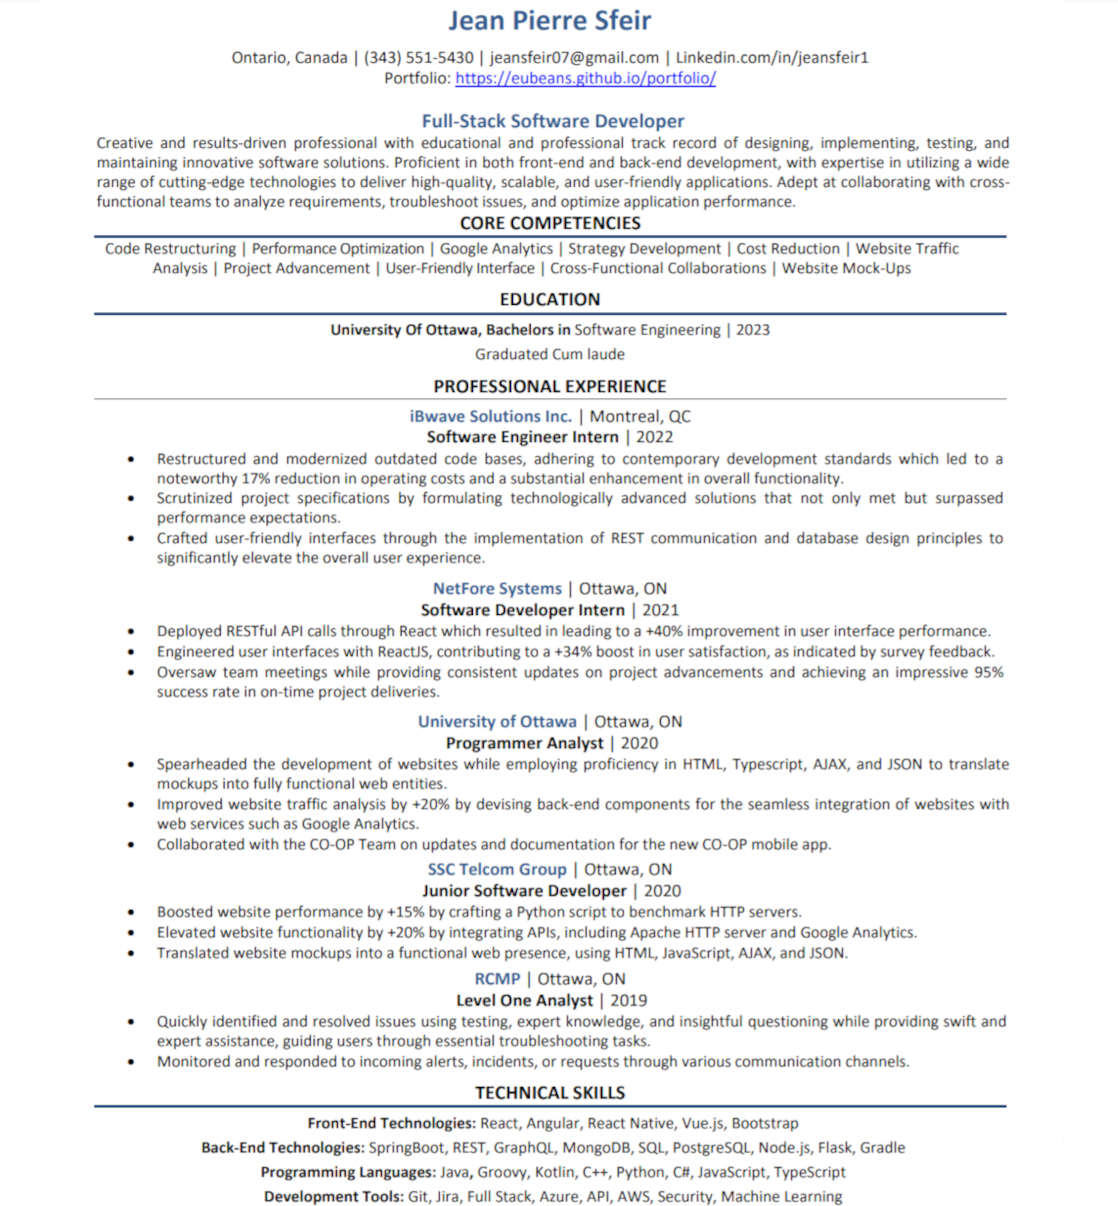 Jean Pierre Sfeir
Ontario, Canada | (343) 551-5430 | jeansfeir07@gmail.com | Linkedin.com/in/jeansfeir1
Portfolio: https://eubeans.github.io/portfolio/
Full-Stack Software Developer
Creative and results-driven professional with educational and professional track record of designing, implementing, testing, and
maintaining innovative software solutions. Proficient in both front-end and back-end development, with expertise in utilizing a wide
range of cutting-edge technologies to deliver high-quality, scalable, and user-friendly applications. Adept at collaborating with cross-
functional teams to analyze requirements, troubleshoot issues, and optimize application performance.
CORE COMPETENCIES
Code Restructuring | Performance Optimization | Google Analytics | Strategy Development | Cost Reduction | Website Traffic
Analysis | Project Advancement | User-Friendly Interface | Cross-Functional Collaborations | Website Mock-Ups
EDUCATION
University Of Ottawa, Bachelors in Software Engineering | 2023
Graduated Cum laude
PROFESSIONAL EXPERIENCE
iBwave Solutions Inc. | Montreal, QC
Software Engineer Intern | 2022
• Restructured and modernized outdated code bases, adhering to contemporary development standards which led to a
noteworthy 17% reduction in operating costs and a substantial enhancement in overall functionality.
• Scrutinized project specifications by formulating technologically advanced solutions that not only met but surpassed
performance expectations.
• Crafted user-friendly interfaces through the implementation of REST communication and database design principles to
significantly elevate the overall user experience.
NetFore Systems | Ottawa, ON
Software Developer Intern | 2021
• Deployed RESTful API calls through React which resulted in leading to a +40% improvement in user interface performance.
• Engineered user interfaces with ReactJS, contributing to a +34% boost in user satisfaction, as indicated by survey feedback.
• Oversaw team meetings while providing consistent updates on project advancements and achieving an impressive 95%
success rate in on-time project deliveries.
University of Ottawa | Ottawa, ON
Programmer Analyst | 2020
• Spearheaded the development of websites while employing proficiency in HTML, Typescript, AJAX, and JSON to translate
mockups into fully functional web entities.
• Improved website traffic analysis by +20% by devising back-end components for the seamless integration of websites with
web services such as Google Analytics.
• Collaborated with the CO-OP Team on updates and documentation for the new CO-OP mobile app.
SSC Telcom Group | Ottawa, ON
Junior Software Developer | 2020
• Boosted website performance by +15% by crafting a Python script to benchmark HTTP servers.
• Elevated website functionality by +20% by integrating APIs, including Apache HTTP server and Google Analytics.
• Translated website mockups into a functional web presence, using HTML, JavaScript, AJAX, and JSON.
RCMP | Ottawa, ON
Level One Analyst | 2019
• Quickly identified and resolved issues using testing, expert knowledge, and insightful questioning while providing swift and
expert assistance, guiding users through essential troubleshooting tasks.
• Monitored and responded to incoming alerts, incidents, or requests through various communication channels.
TECHNICAL SKILLS
Front-End Technologies: React, Angular, React Native, Vue.js, Bootstrap
Back-End Technologies: SpringBoot, REST, GraphQL, MongoDB, SQL, PostgreSQL, Node.js, Flask, Gradle
Programming Languages: Java, Groovy, Kotlin, C++, Python, C#, JavaScript, TypeScript
Development Tools: Git, Jira, Full Stack, Azure, API, AWS, Security, Machine Learning